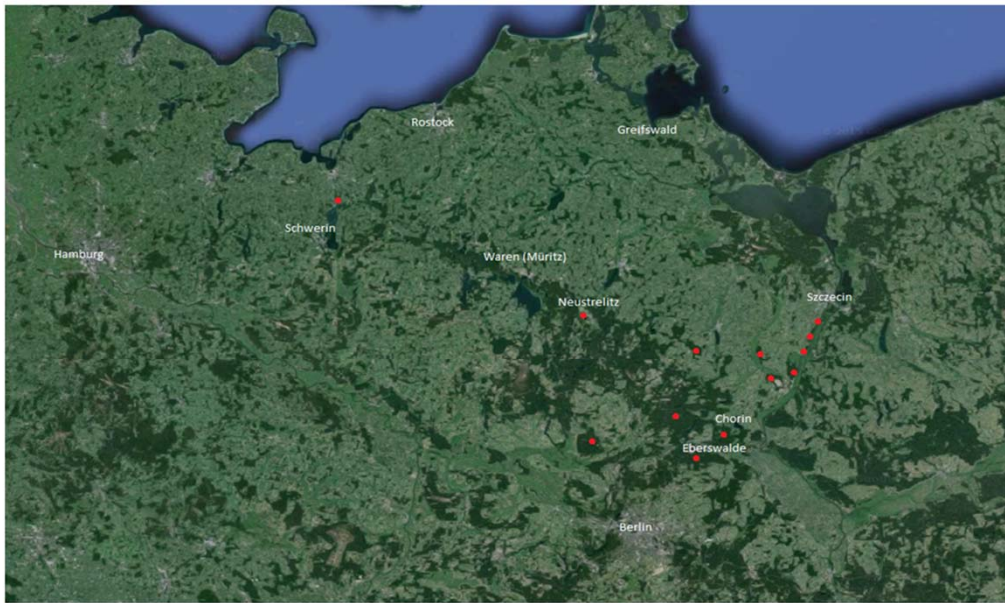 Rostock
Greifswald
Schwerin
Hamburg
Waren (Müritz)
Neustrelitz
Szczecin
Chorin
Eberswalde
Berlin